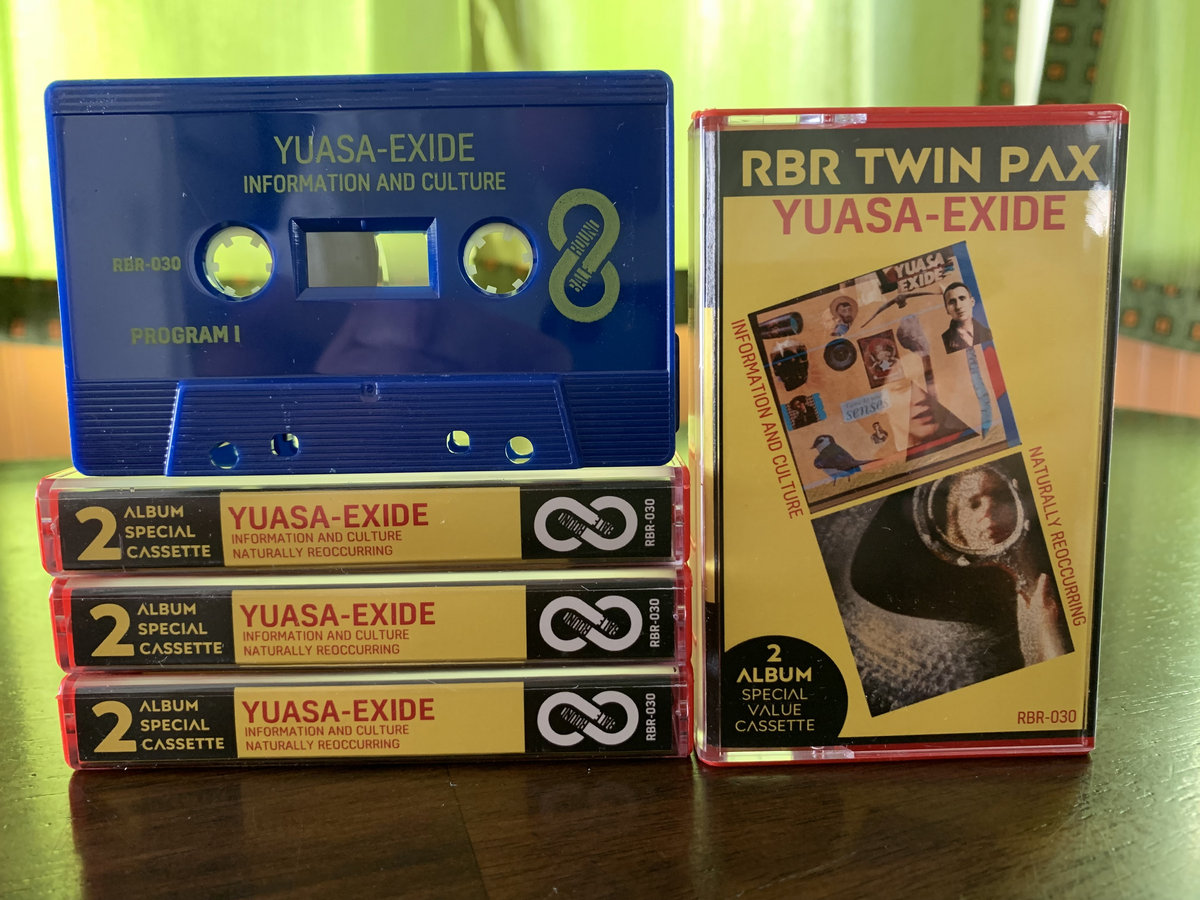 YUASA-EXIDE
INFORMATION AND CULTURE
RBR-030
PROGRAM I
2
ALBUM
SPECIAL
CASSETTE
YUASA-EXIDE
INFORMATION AND CULTURE
NATURALLY REOCCURRING
RBR-030
2
ALBUM
SPECIAL
CASSETTE
YUASA-EXIDE
INFORMATION AND CULTURE
NATURALLY REOCCURRING
RBR-030
2
ALBUM
SPECIAL
CASSETTE
YUASA-EXIDE
INFORMATION AND CULTURE
NATURALLY REOCCURRING
RBR-030
RBR TWIN PAX
YUASA-EXIDE
YUASA
EXIDE
senses
INFORMATION AND CULTURE
NATURALLY REOCCURRING
2
ALBUM
SPECIAL
VALUE
CASSETTE
RBR-030